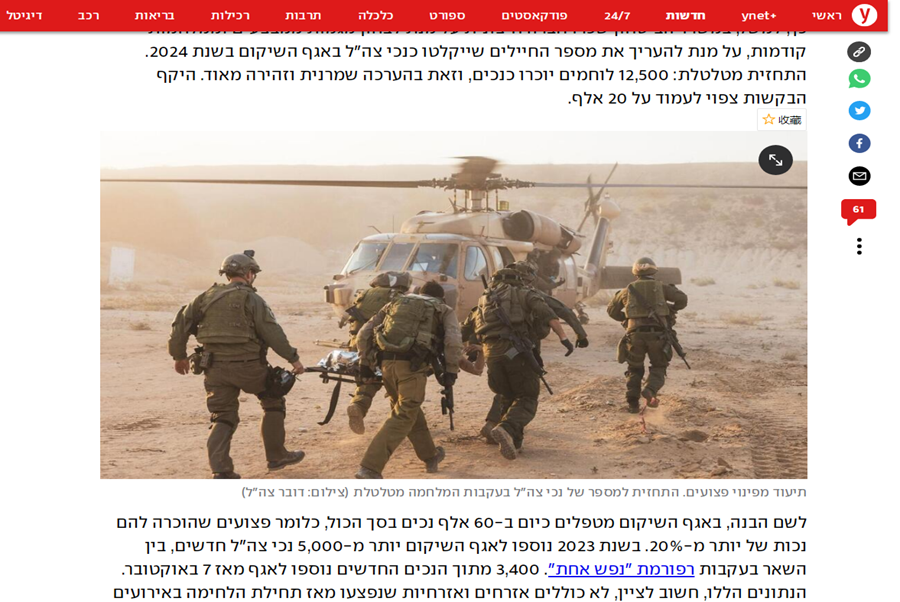 ראשי
ynet+
חדשות
24/7
פודקאסטים
ספורט
כלכלה
תרבות
רכילות
בריאות
רכב
דיגיטל
קודמות, על מנת להעריך את מספר החיילים שייקלטו כנכי צה"ל באגף השיקום בשנת 2024.
התחזית מטלטלת: 12,500 לוחמים יוכרו כנכים, וזאת בהערכה שמרנית וזהירה מאוד. היקף
הבקשות צפוי לעמוד על 20 אלף.
收藏
61
תיעוד מפינוי פצועים. התחזית למספר של נכי צה"ל בעקבות המלחמה מטלטלת (צילום: דובר צה"ל)
לשם הבנה, באגף השיקום מטפלים כיום ב-60 אלף נכים בסך הכול, כלומר פצועים שהוכרה להם
נכות של יותר מ-20%. בשנת 2023 נוספו לאגף השיקום יותר מ-5,000 נכי צה"ל חדשים, בין
השאר בעקבות רפורמת "נפש אחת". 3,400 מתוך הנכים החדשים נוספו לאגף מאז 7 באוקטובר.
הנתונים הללו, חשוב לציין, לא כוללים אזרחים ואזרחיות שנפצעו מאז תחילת הלחימה באירועים